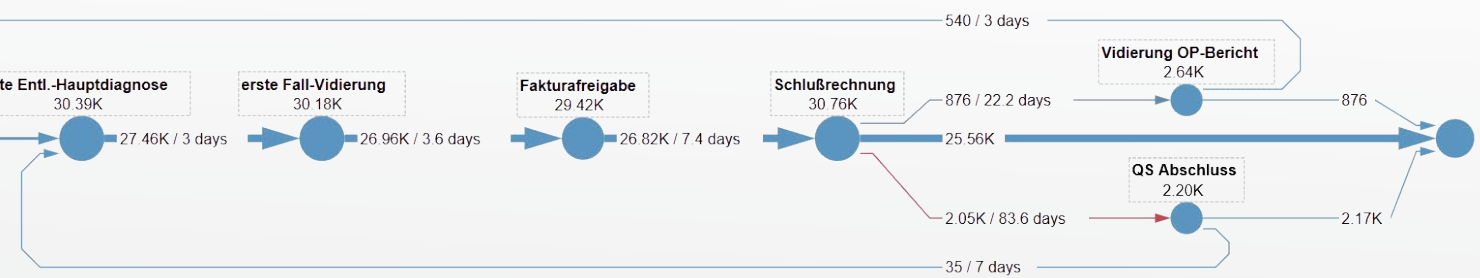 540 / 3 days
te Entl.-Hauptdiagnose
30.39K
27.46K / 3 days
erste Fall-Vidierung
30.18K
26.96K / 3.6 days
Fakturafreigabe
29.42K
26.82K / 7.4 days
Schlußrechnung
30.76K
876 / 22.2 days
Vidierung OP-Bericht
2.64K
876
25.56K
QS Abschluss
2.20K
2.05K / 83.6 days
2.17K
35 / 7 days